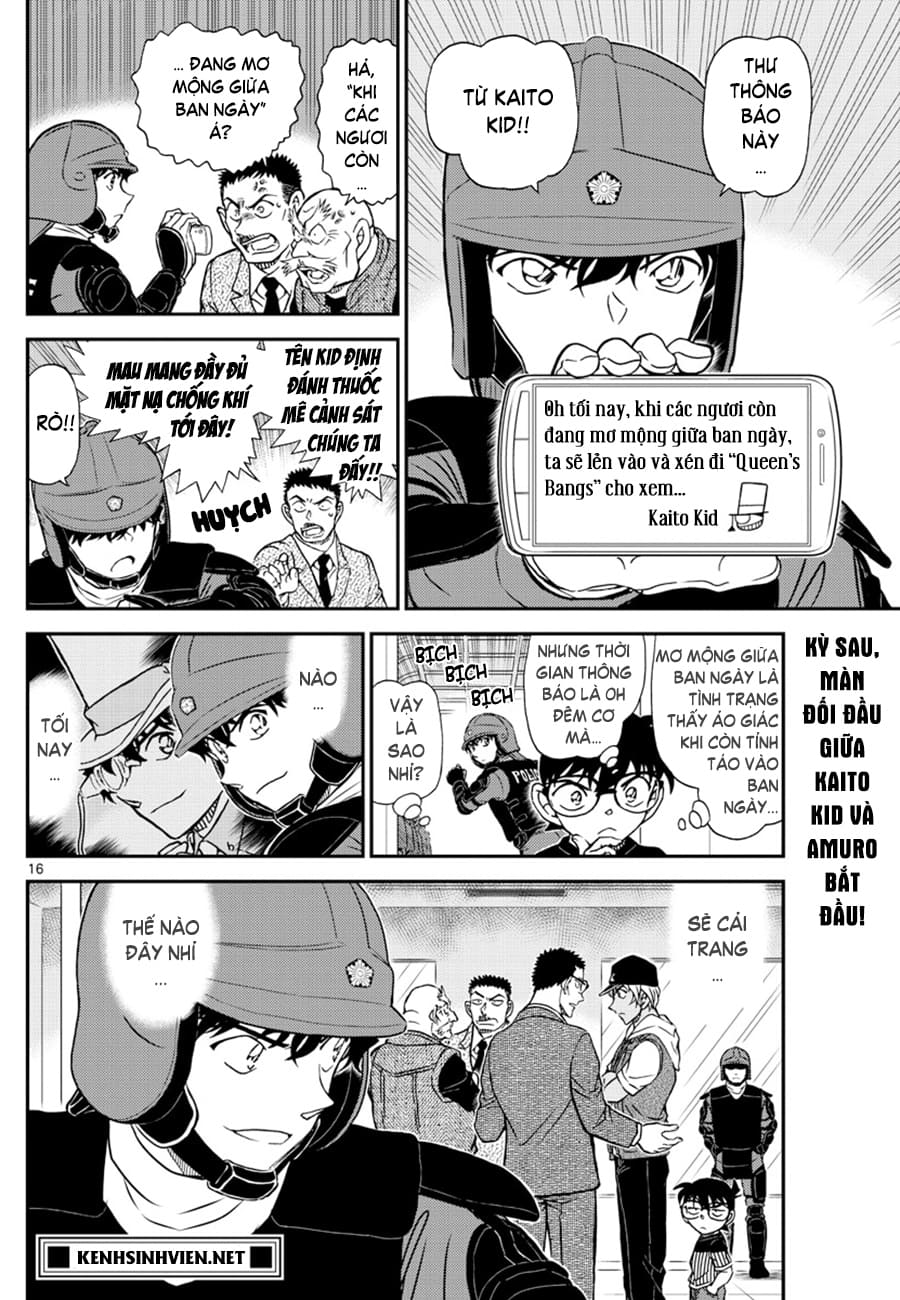 THƯ
THÔNG
BÁO
NÀY
...
TỪ KAITO
KID!!
0h tối nay, khi các ngươi còn
đang mơ mộng giữa ban ngày,
ta sẽ lẻn vào và xén đi “Queen’s
Bangs” cho xem...
Kaito Kid
HẢ,
“KHI
CÁC
NGƯƠI
CÒN
...
... ĐANG MƠ
MỘNG GIỮA
BAN NGÀY”
Á?
TÊN KID ĐỊNH
ĐÁNH THUỐC
MÊ CẢNH SÁT
CHÚNG TA
ĐẤY!!
MAU MANG ĐẦY ĐỦ
MẶT NẠ CHỐNG KHÍ
TỚI ĐÂY!
HUỴCH
RÕ!!
MƠ MỘNG GIỮA
BAN NGÀY LÀ
TÌNH TRẠNG
THẤY ẢO GIÁC
KHI CÒN TỈNH
TÁO VÀO
BAN
NGÀY...
NHƯNG THỜI
GIAN THÔNG
BÁO LÀ 0H
ĐÊM CƠ
MÀ...
VẬY
LÀ
SAO NHỈ?
BỊCH
BỊCH
BỊCH
POLI
NÀO
...
TỐI
NAY
...
16
SẼ CẢI
TRANG
...
THẾ NÀO
ĐÂY NHỈ
...
KỲ SAU,
MÀN
ĐỐI ĐẦU
GIỮA
KAITO
KID VÀ
AMURO
BẮT
ĐẦU!
KENHSINHVIEN.NET